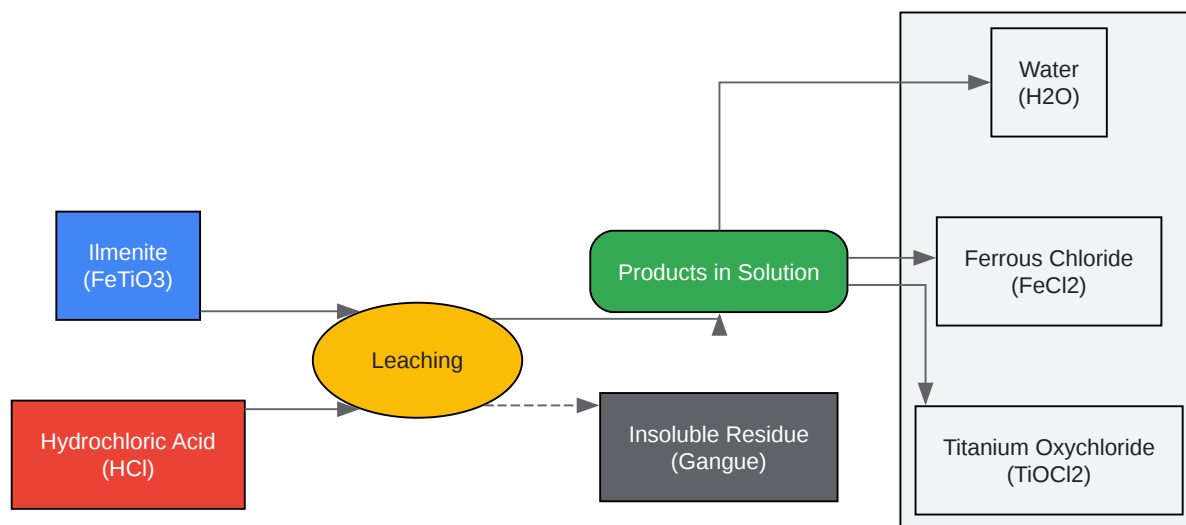 Water
(H2O)
Ilmenite
(FeTiO3)
Products in Solution
Ferrous Chloride
(FeCl2)
Leaching
Hydrochloric Acid
(HCl)
Insoluble Residue
(Gangue)
Titanium Oxychloride
(TiOCl2)